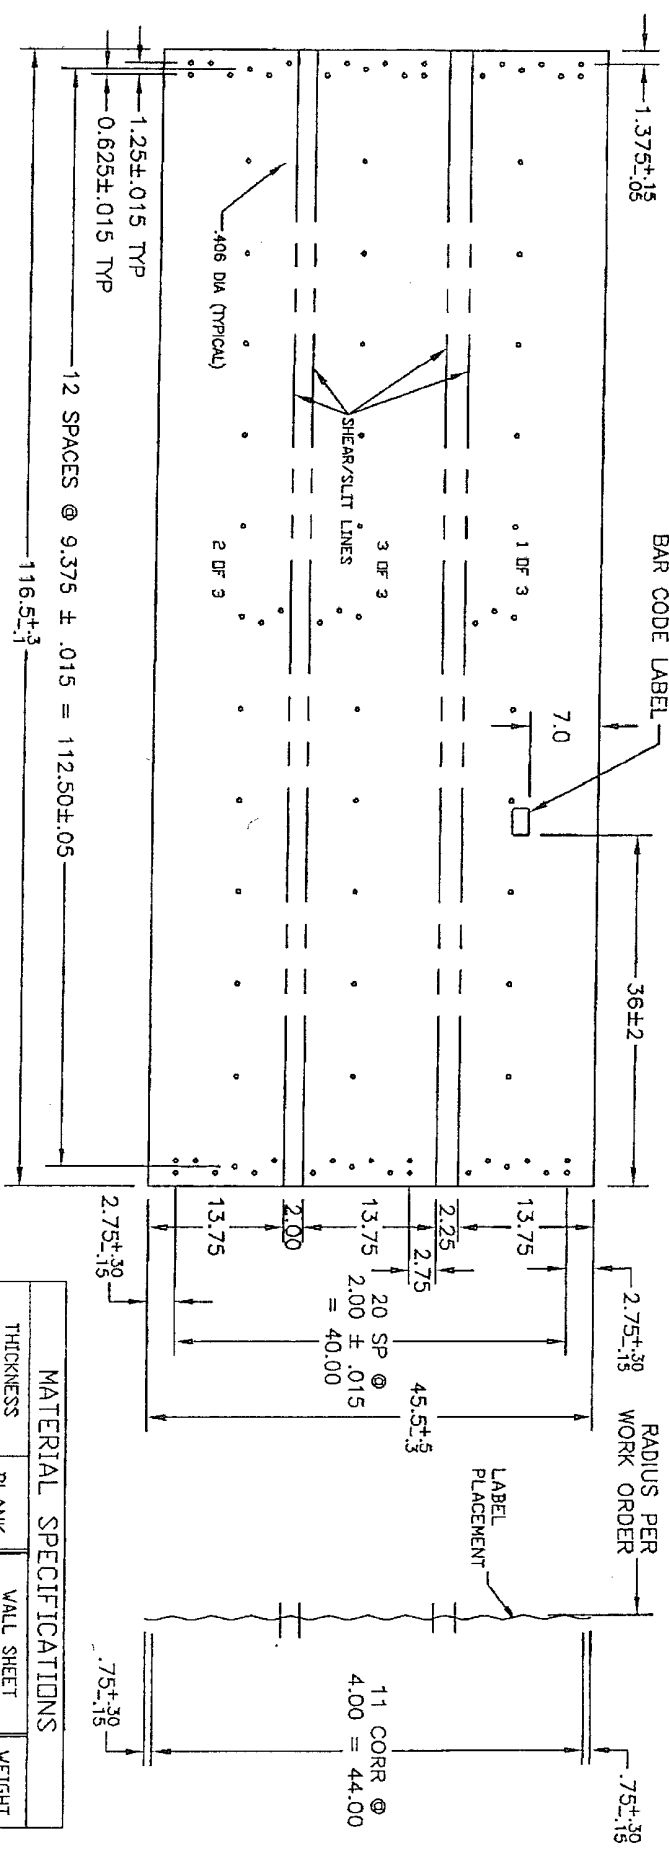 BAR CODE LABEL
1.375+.15
-.05
7.0
36±2
1 OF 3
3 OF 3
2 OF 3
SHEAR/SLIT LINES
.406 DIA (TYPICAL)
1.25±.015 TYP
0.625±.015 TYP
12 SPACES @ 9.375 ± .015 = 112.50±.05
116.5+.3
-.1
2.75+.30
-.15
13.75
2.25
13.75
2.75
2.00
13.75
2.75+.30
-.15
20 SP @
2.00 ± .015
= 40.00
45.5+.5
-.3
RADIUS PER
WORK ORDER
LABEL
PLACEMENT
.75+.30
-.15
11 CORR @
4.00 = 44.00
.75+.30
-.15
MATERIAL SPECIFICATIONS
THICKNESS
BLANK
WALL SHEET
WEIGHT